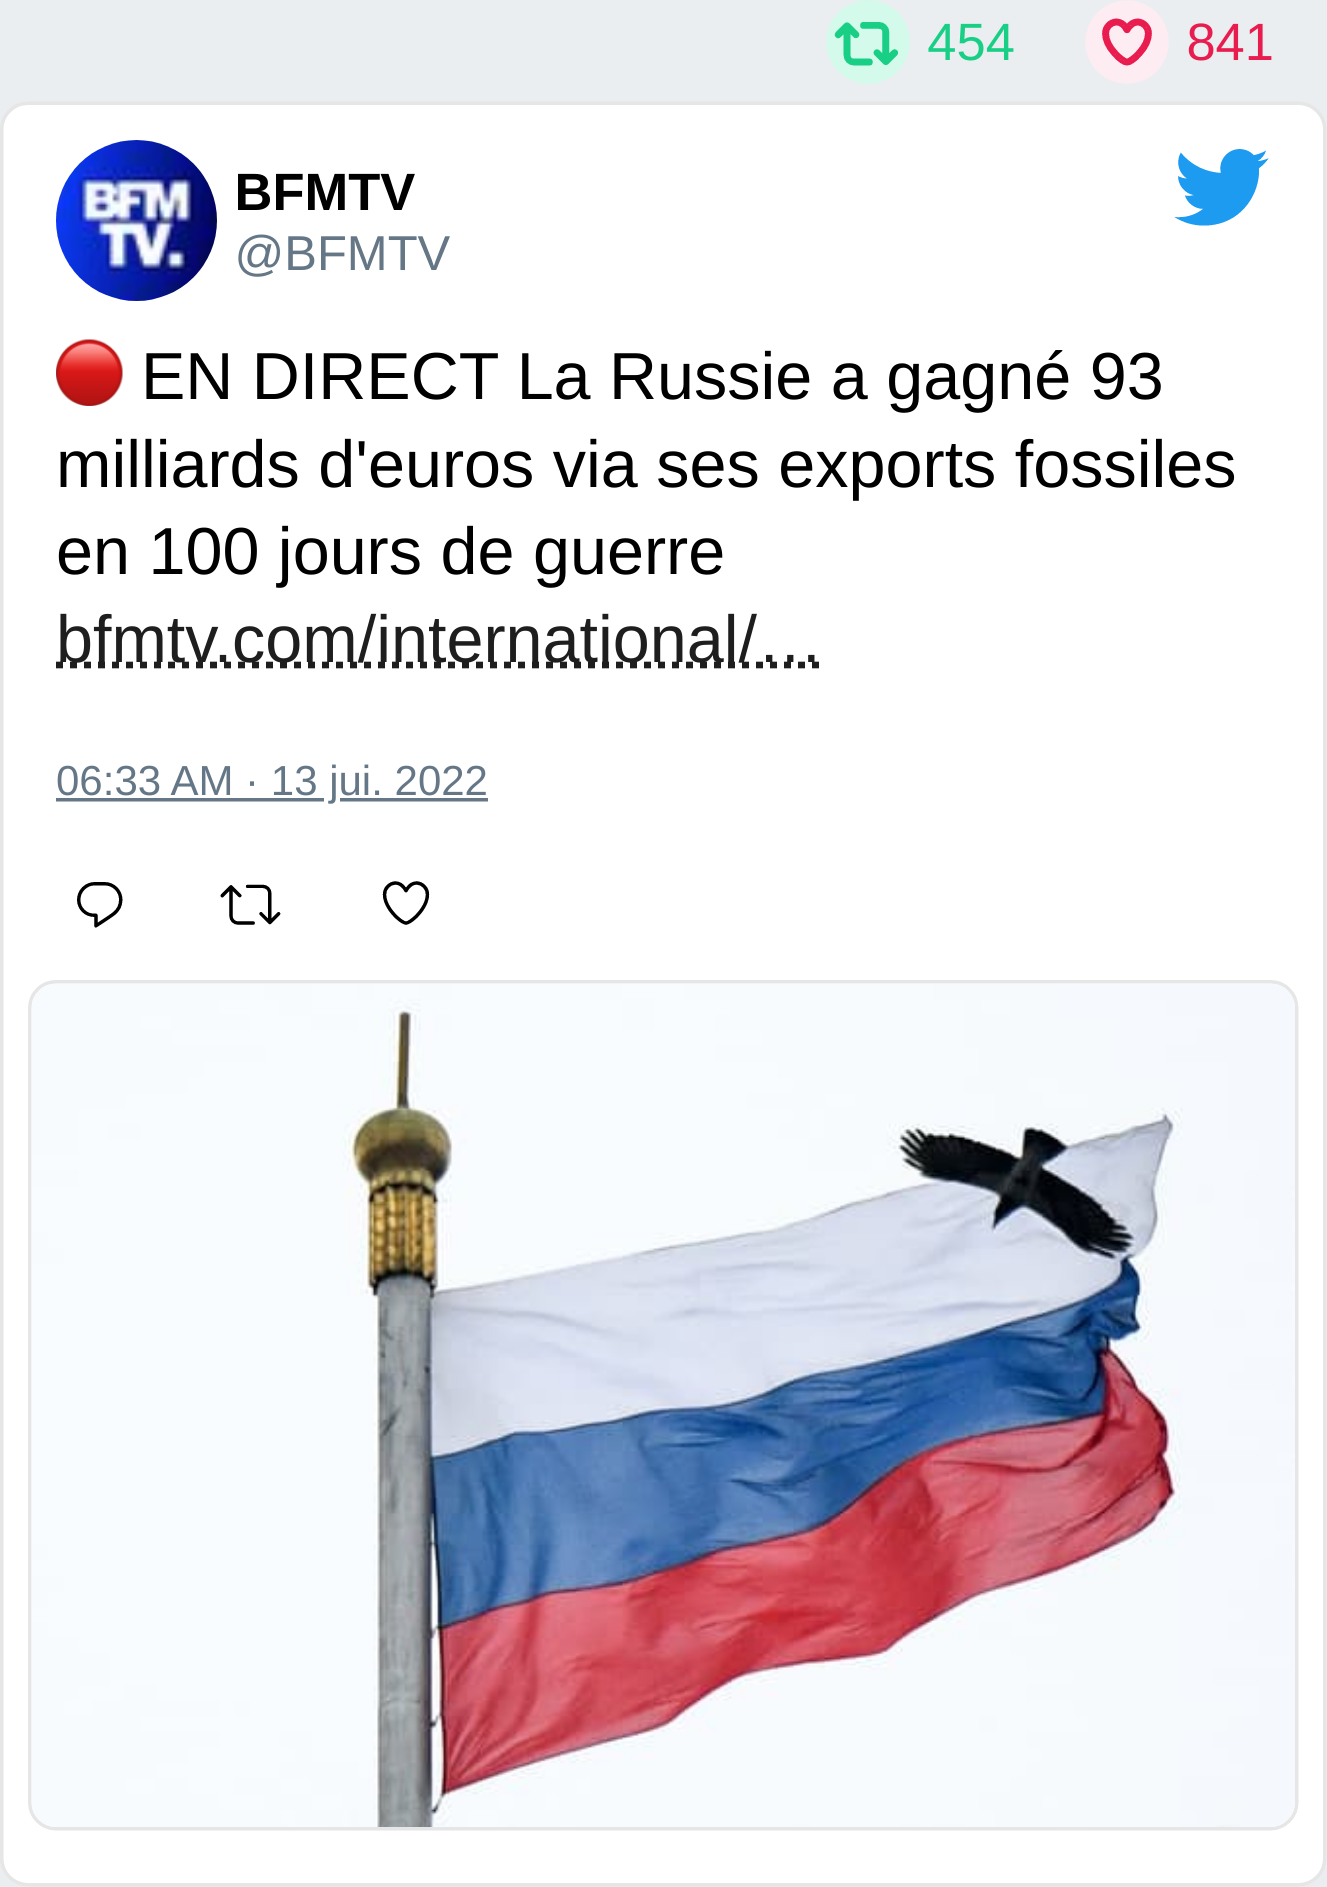 454 841
BFM
TV.
BFMTV
@BFMTV
🔴 EN DIRECT La Russie a gagné 93
milliards d'euros via ses exports fossiles
en 100 jours de guerre
bfmtv.com/international/…
06:33 AM · 13 jui. 2022